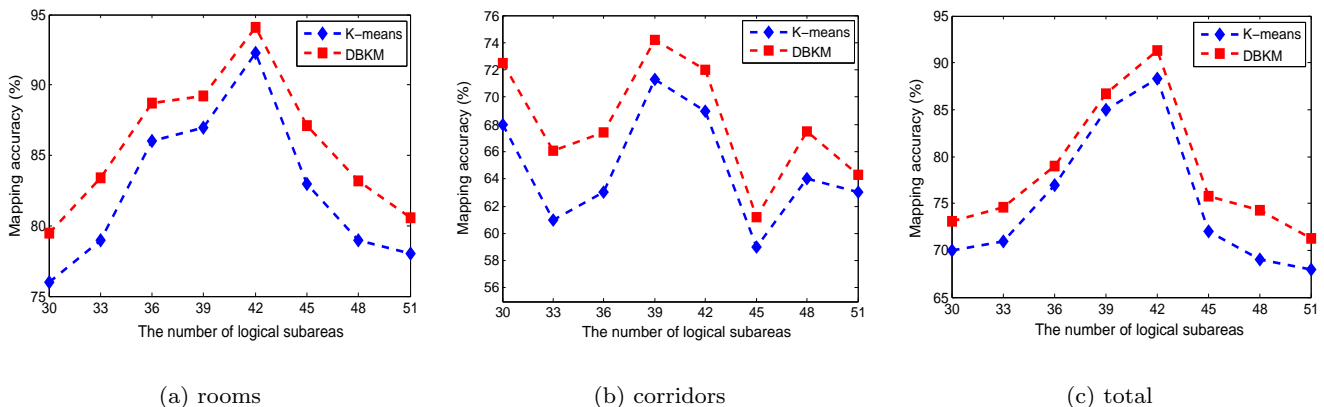 95
90
85
80
75
Mapping accuracy (%)
K-means
DBKM
30 33 36 39 42 45 48 51
The number of logical subareas
(a) rooms
76
74
72
70
68
66
64
62
60
58
56
Mapping accuracy (%)
K-means
DBKM
30 33 36 39 42 45 48 51
The number of logical subareas
(b) corridors
95
90
85
80
75
70
65
Mapping accuracy (%)
K-means
DBKM
30 33 36 39 42 45 48 51
The number of logical subareas
(c) total